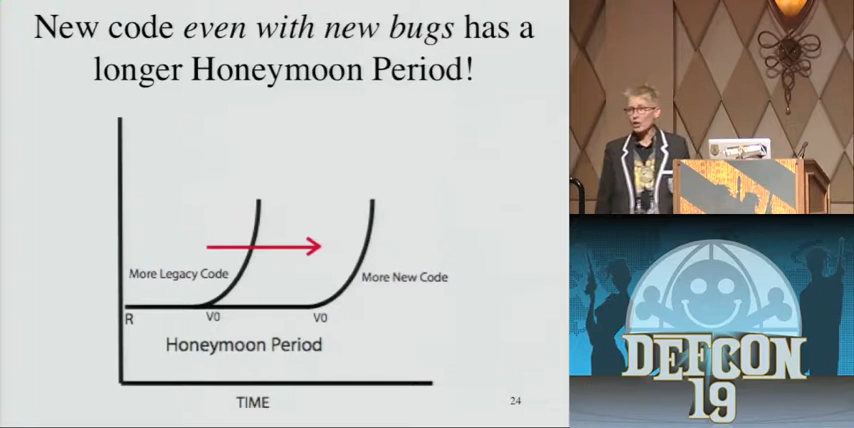 New code even with new bugs has a
longer Honeymoon Period!
More Legacy Code
More New Code
R
V0
V0
Honeymoon Period
TIME
24
DEFCON
19